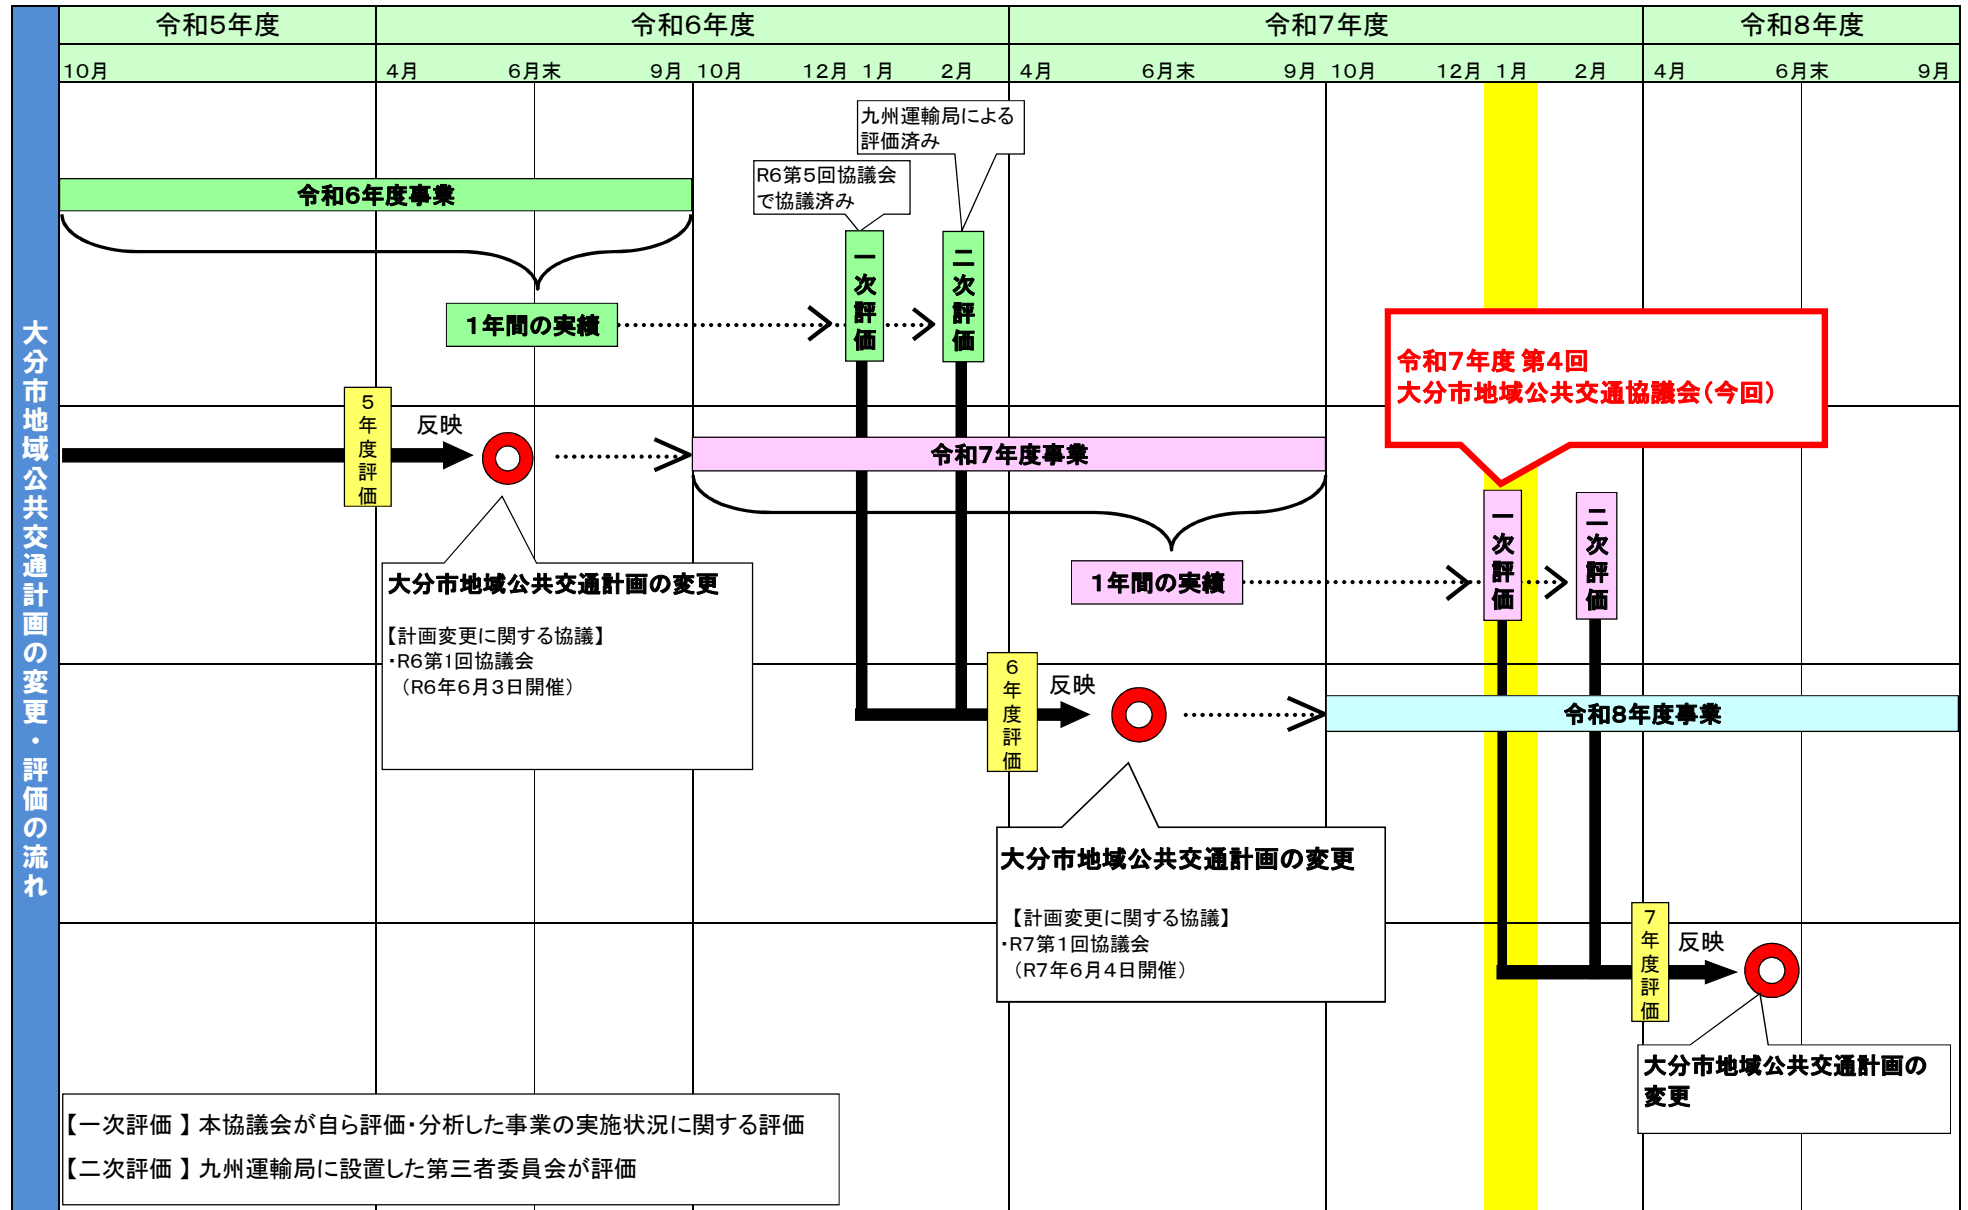 大分市地域公共交通計画の変更・評価の流れ
令和5年度
令和6年度
令和7年度
令和8年度
10月
4月
6月末
9月
10月
12月
1月
2月
4月
6月末
9月
10月
12月
1月
2月
4月
6月末
9月
九州運輸局による
評価済み
R6第5回協議会
で協議済み
令和6年度事業
一次評価
二次評価
1年間の実績
令和7年度 第4回
大分市地域公共交通協議会(今回)
5年度評価
反映
令和7年度事業
一次評価
二次評価
1年間の実績
大分市地域公共交通計画の変更
【計画変更に関する協議】
・R6第1回協議会
(R6年6月3日開催)
6年度評価
反映
令和8年度事業
大分市地域公共交通計画の変更
【計画変更に関する協議】
・R7第1回協議会
(R7年6月4日開催)
7年度評価
反映
大分市地域公共交通計画の
変更
【一次評価 】本協議会が自ら評価・分析した事業の実施状況に関する評価
【二次評価 】九州運輸局に設置した第三者委員会が評価